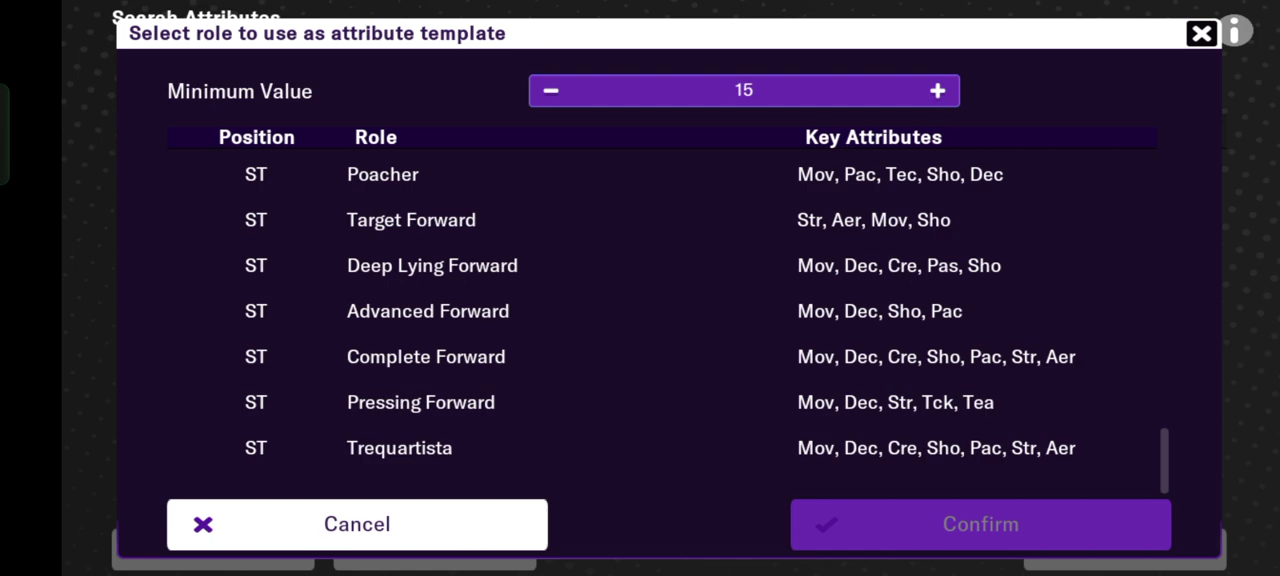 Search Attributes
Select role to use as attribute template
Minimum Value 15
Position Role Key Attributes
ST Poacher Mov, Pac, Tec, Sho, Dec
ST Target Forward Str, Aer, Mov, Sho
ST Deep Lying Forward Mov, Dec, Cre, Pas, Sho
ST Advanced Forward Mov, Dec, Sho, Pac
ST Complete Forward Mov, Dec, Cre, Sho, Pac, Str, Aer
ST Pressing Forward Mov, Dec, Str, Tck, Tea
ST Trequartista Mov, Dec, Cre, Sho, Pac, Str, Aer
Cancel Confirm